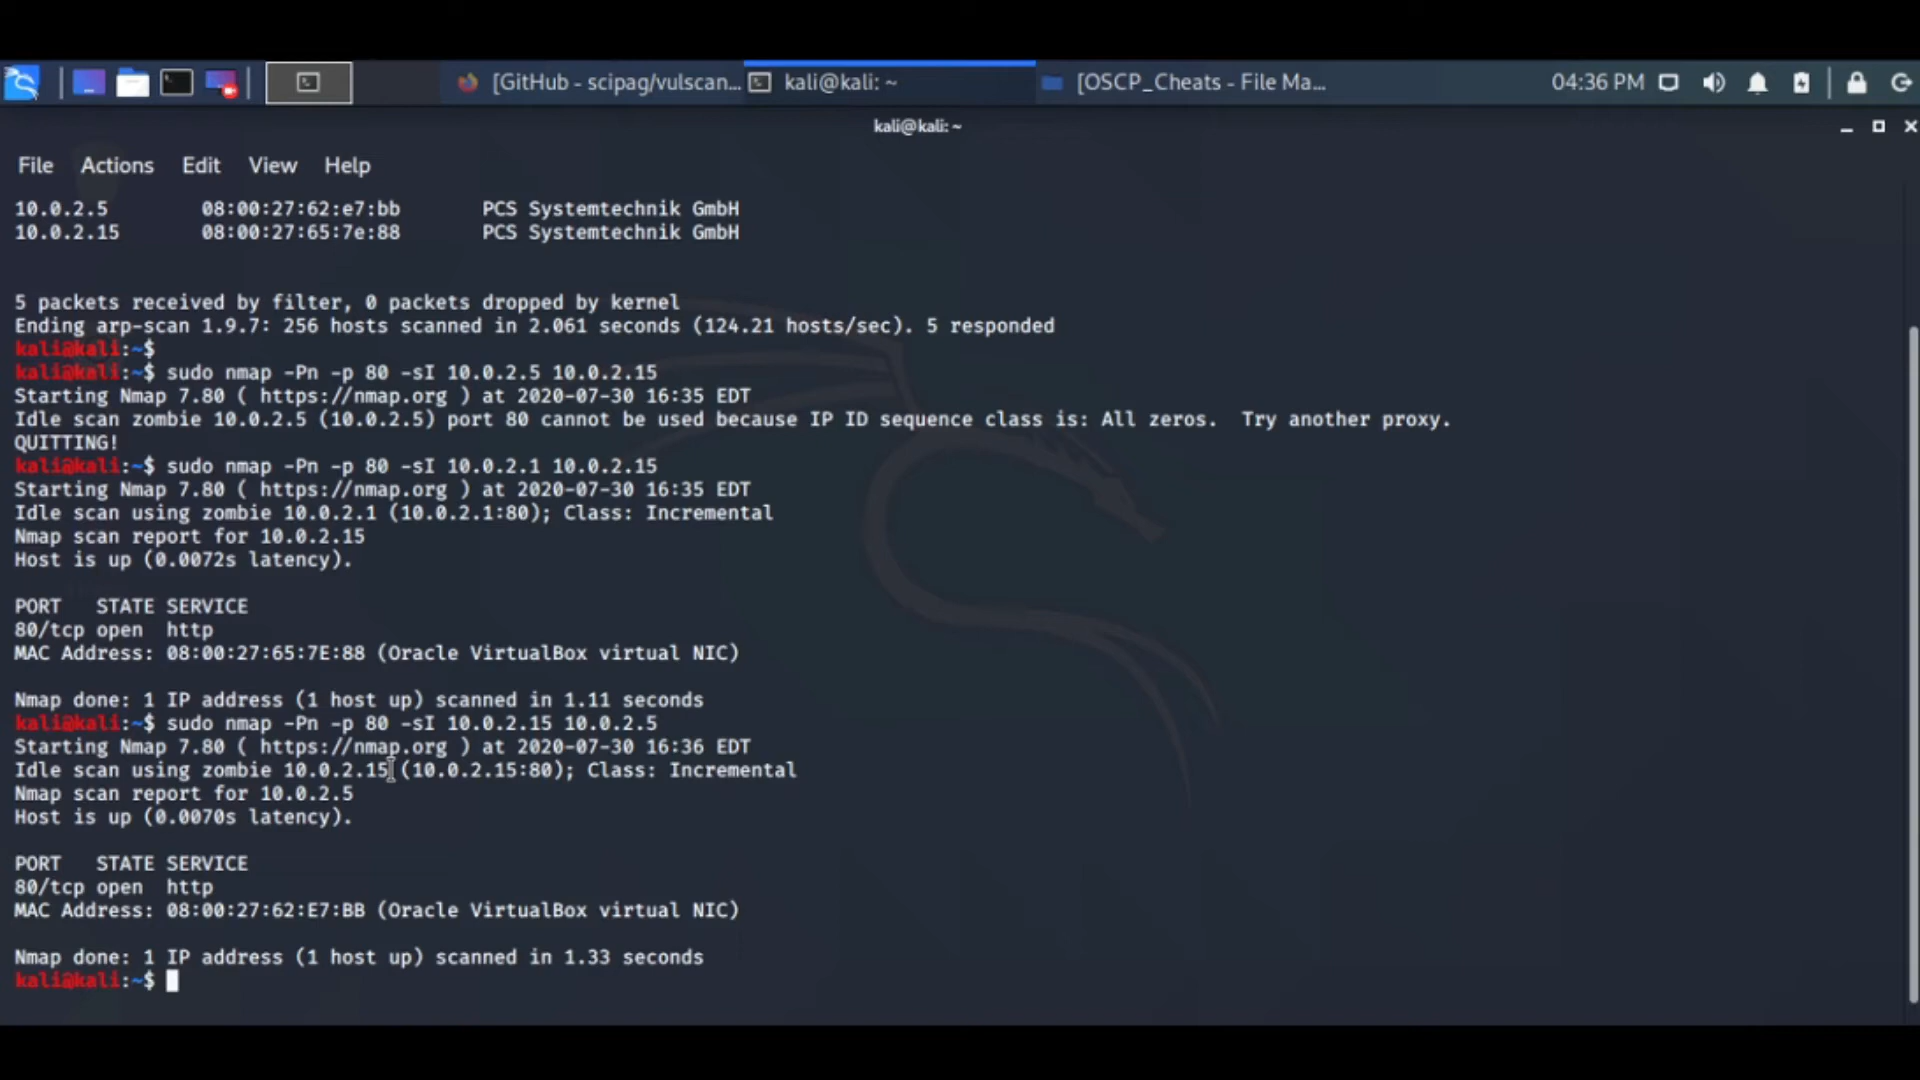 [GitHub - scipag/vulscan... kali@kali: ~ [OSCP_Cheats - File Ma... 04:36 PM
kali@kali: ~
File Actions Edit View Help
10.0.2.5 08:00:27:62:e7:bb PCS Systemtechnik GmbH
10.0.2.15 08:00:27:65:7e:88 PCS Systemtechnik GmbH
5 packets received by filter, 0 packets dropped by kernel
Ending arp-scan 1.9.7: 256 hosts scanned in 2.061 seconds (124.21 hosts/sec). 5 responded
kali@kali:~$
kali@kali:~$ sudo nmap -Pn -p 80 -sI 10.0.2.5 10.0.2.15
Starting Nmap 7.80 ( https://nmap.org ) at 2020-07-30 16:35 EDT
Idle scan zombie 10.0.2.5 (10.0.2.5) port 80 cannot be used because IP ID sequence class is: All zeros.  Try another proxy.
QUITTING!
kali@kali:~$ sudo nmap -Pn -p 80 -sI 10.0.2.1 10.0.2.15
Starting Nmap 7.80 ( https://nmap.org ) at 2020-07-30 16:35 EDT
Idle scan using zombie 10.0.2.1 (10.0.2.1:80); Class: Incremental
Nmap scan report for 10.0.2.15
Host is up (0.0072s latency).
PORT   STATE SERVICE
80/tcp open  http
MAC Address: 08:00:27:65:7E:88 (Oracle VirtualBox virtual NIC)
Nmap done: 1 IP address (1 host up) scanned in 1.11 seconds
kali@kali:~$ sudo nmap -Pn -p 80 -sI 10.0.2.15 10.0.2.5
Starting Nmap 7.80 ( https://nmap.org ) at 2020-07-30 16:36 EDT
Idle scan using zombie 10.0.2.15 (10.0.2.15:80); Class: Incremental
Nmap scan report for 10.0.2.5
Host is up (0.0070s latency).
PORT   STATE SERVICE
80/tcp open  http
MAC Address: 08:00:27:62:E7:BB (Oracle VirtualBox virtual NIC)
Nmap done: 1 IP address (1 host up) scanned in 1.33 seconds
kali@kali:~$